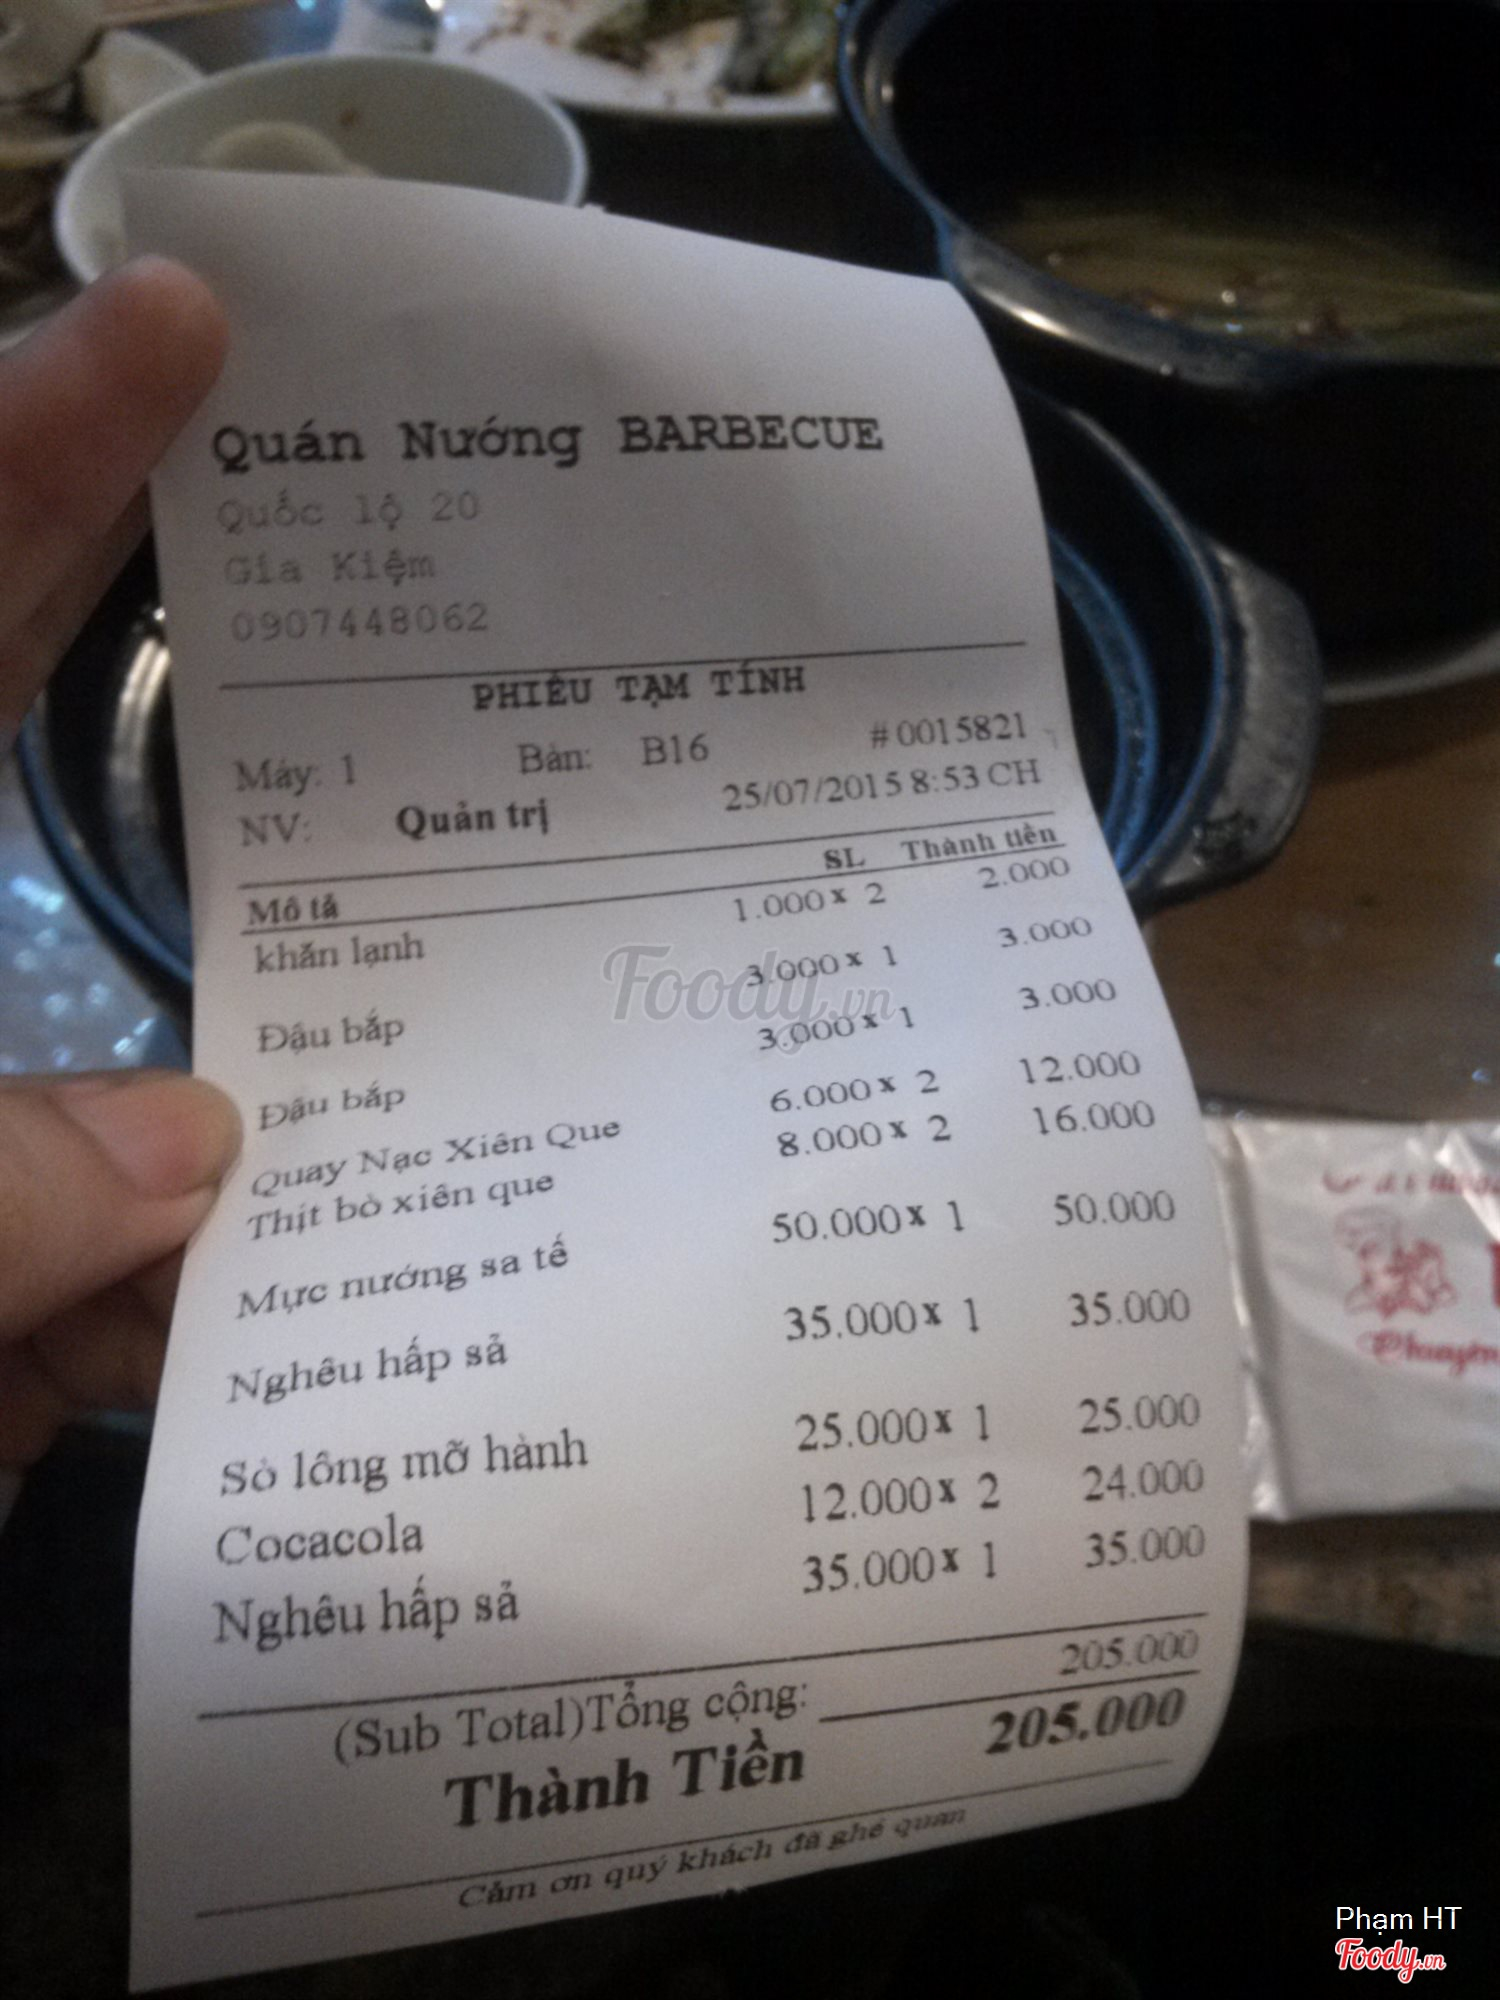 Quán Nướng BARBECUE
Quốc lộ 20
Gia Kiệm
0907448062
PHIẾU TẠM TÍNH
Máy: 1 Bàn: B16 #0015821
NV: Quản trị 25/07/2015 8:53 CH
Mô tả SL Thành tiền
khăn lạnh 1.000 x 2 2.000
Đậu bắp 3.000 x 1 3.000
Đậu bắp 3.000 x 1 3.000
Quay Nạc Xiên Que 6.000 x 2 12.000
Thịt bò xiên que 8.000 x 2 16.000
Mực nướng sa tế 50.000 x 1 50.000
Nghêu hấp sả 35.000 x 1 35.000
Sò lông mỡ hành 25.000 x 1 25.000
Cocacola 12.000 x 2 24.000
Nghêu hấp sả 35.000 x 1 35.000
(Sub Total)Tổng cộng: 205.000
Thành Tiền 205.000
Cảm ơn quý khách đã ghé quan
Foody.vn
Phạm HT
Foody.vn